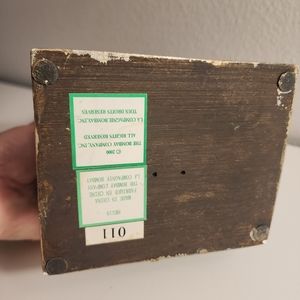 © 2000
THE BOMBAY COMPANY, INC.
ALL RIGHTS RESERVED
LA COMPAGNIE BOMBAY, INC.
TOUS DROITS RESERVES
MADE IN CHINA
FABRIQUE EN CHINE
THE BOMBAY COMPANY
LA COMPAGNIE BOMBAY
011